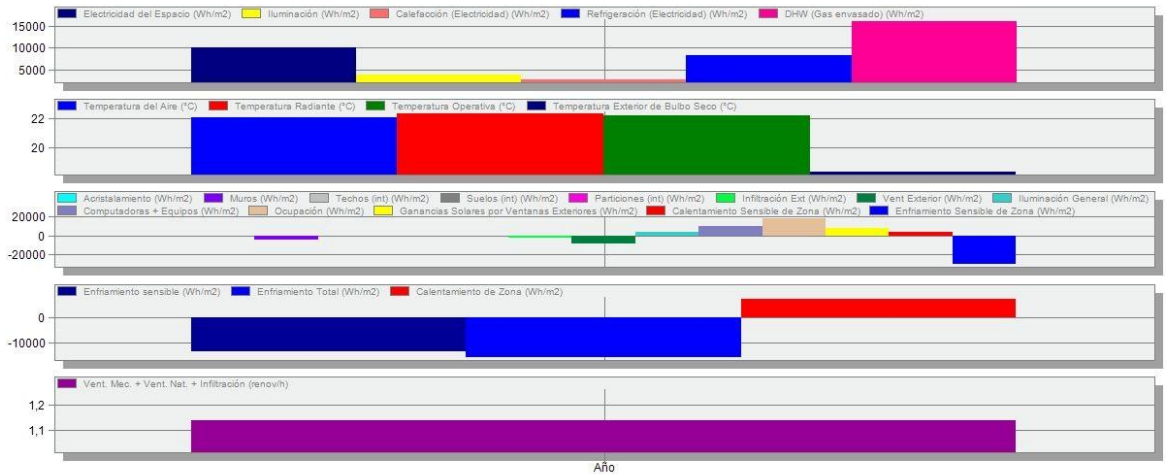 Electricidad del Espacio (Wh/m2) Iluminación (Wh/m2) Calefacción (Electricidad) (Wh/m2) Refrigeración (Electricidad) (Wh/m2) DHW (Gas envasado) (Wh/m2)
15000
10000
5000
Temperatura del Aire (°C) Temperatura Radiante (°C) Temperatura Operativa (°C) Temperatura Exterior de Bulbo Seco (°C)
22
20
Acristalamiento (Wh/m2) Muros (Wh/m2) Techos (int) (Wh/m2) Suelos (int) (Wh/m2) Particiones (int) (Wh/m2) Infiltración Ext (Wh/m2) Vent Exterior (Wh/m2) Iluminación General (Wh/m2)
Computadoras + Equipos (Wh/m2) Ocupación (Wh/m2) Ganancias Solares por Ventanas Exteriores (Wh/m2) Calentamiento Sensible de Zona (Wh/m2) Enfriamiento Sensible de Zona (Wh/m2)
20000
0
-20000
Enfriamiento sensible (Wh/m2) Enfriamiento Total (Wh/m2) Calentamiento de Zona (Wh/m2)
0
-10000
Vent. Mec. + Vent. Nat. + Infiltración (renov/h)
1,2
1,1
Año